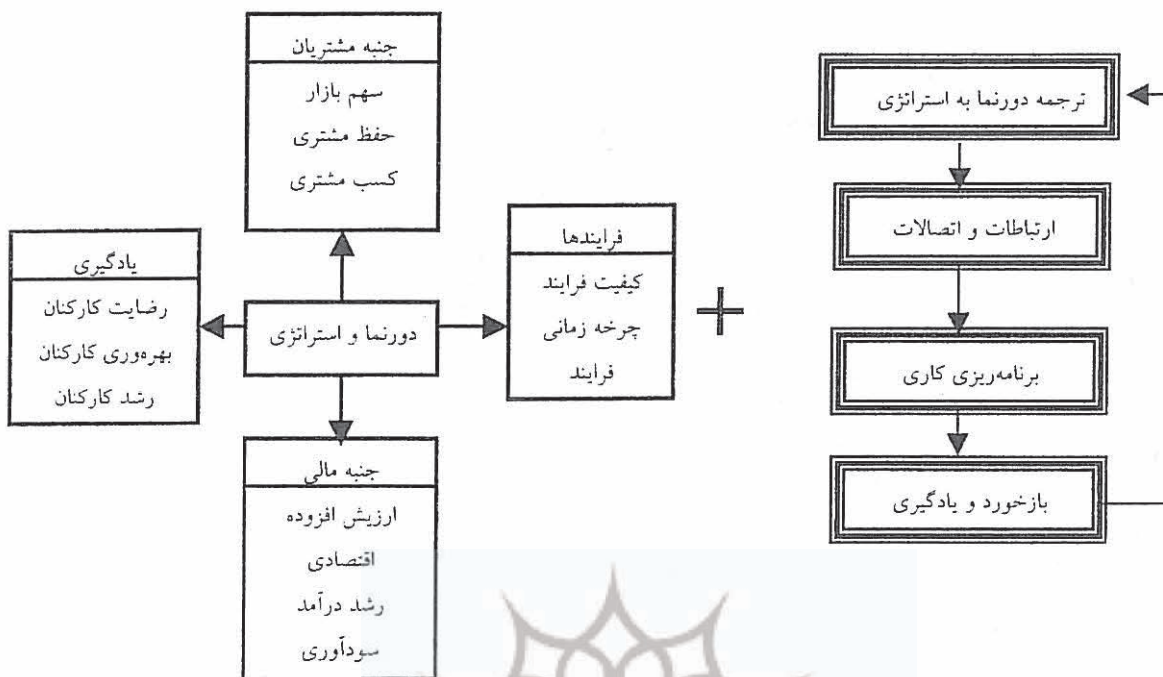 جنبه مشتریان
سهم بازار
حفظ مشتری
کسب مشتری
ترجمه دورنما به استراتژی
ارتباطات و اتصالات
برنامه‌ریزی کاری
بازخورد و یادگیری
فرایندها
کیفیت فرایند
چرخه زمانی
فرایند
+
دورنما و استراتژی
یادگیری
رضایت کارکنان
بهره‌وری کارکنان
رشد کارکنان
جنبه مالی
ارزیش افزوده
اقتصادی
رشد درآمد
سودآوری